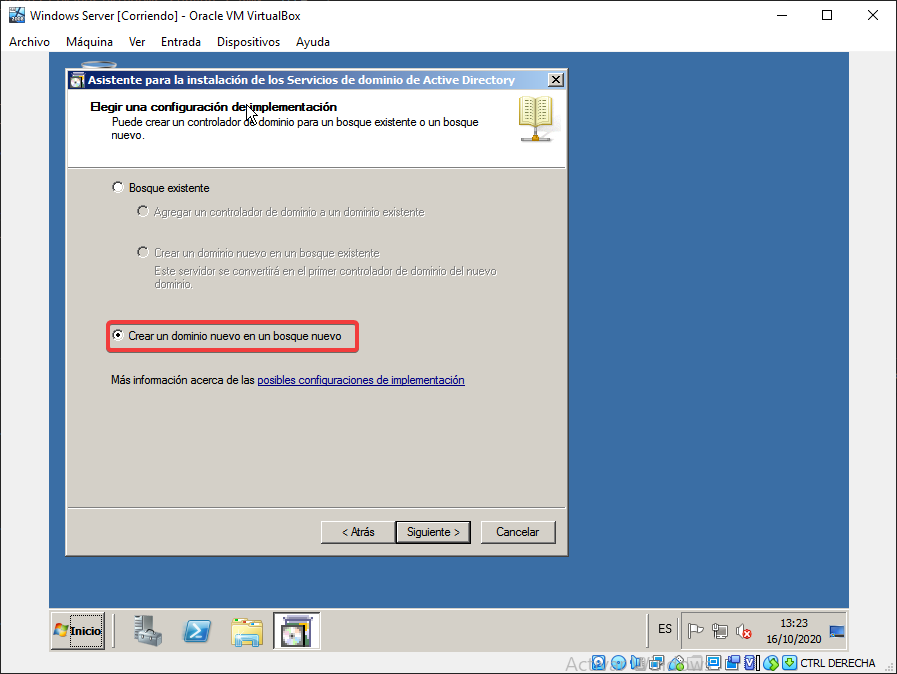 Windows Server [Corriendo] - Oracle VM VirtualBox
Archivo Máquina Ver Entrada Dispositivos Ayuda
Asistente para la instalación de los Servicios de dominio de Active Directory
Elegir una configuración de implementación
Puede crear un controlador de dominio para un bosque existente o un bosque
nuevo.
Bosque existente
Agregar un controlador de dominio a un dominio existente
Crear un dominio nuevo en un bosque existente
Este servidor se convertirá en el primer controlador de dominio del nuevo
dominio.
Crear un dominio nuevo en un bosque nuevo
Más información acerca de las posibles configuraciones de implementación
< Atrás Siguiente > Cancelar
Inicio
ES
13:23
16/10/2020
CTRL DERECHA